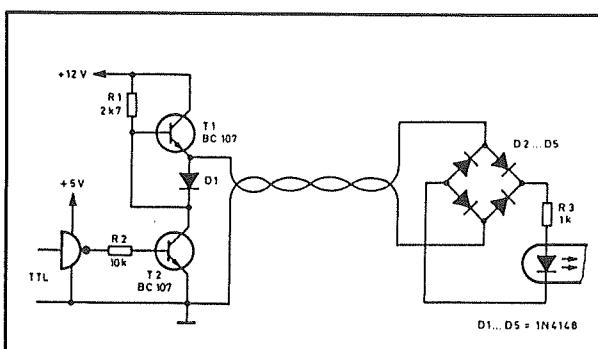 +12V
R1
2k7
T1
BC 107
D1
+5V
R2
10k
TTL
T2
BC 107
D2...D5
R3
1k
D1...D5 = 1N4148